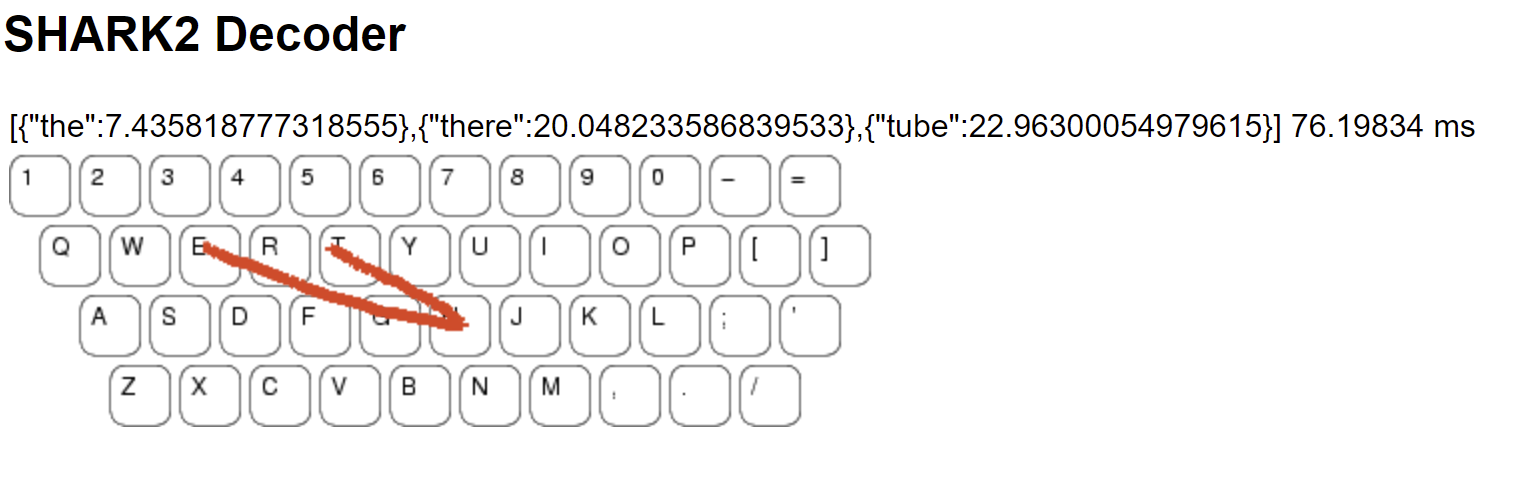 SHARK2 Decoder
[{"the":7.435818777318555},{"there":20.048233586839533},{"tube":22.96300054979615}] 76.19834 ms
1 2 3 4 5 6 7 8 9 0 – =
Q W E R T Y U I O P [ ]
A S D F G J K L ; '
Z X C V B N M , . /